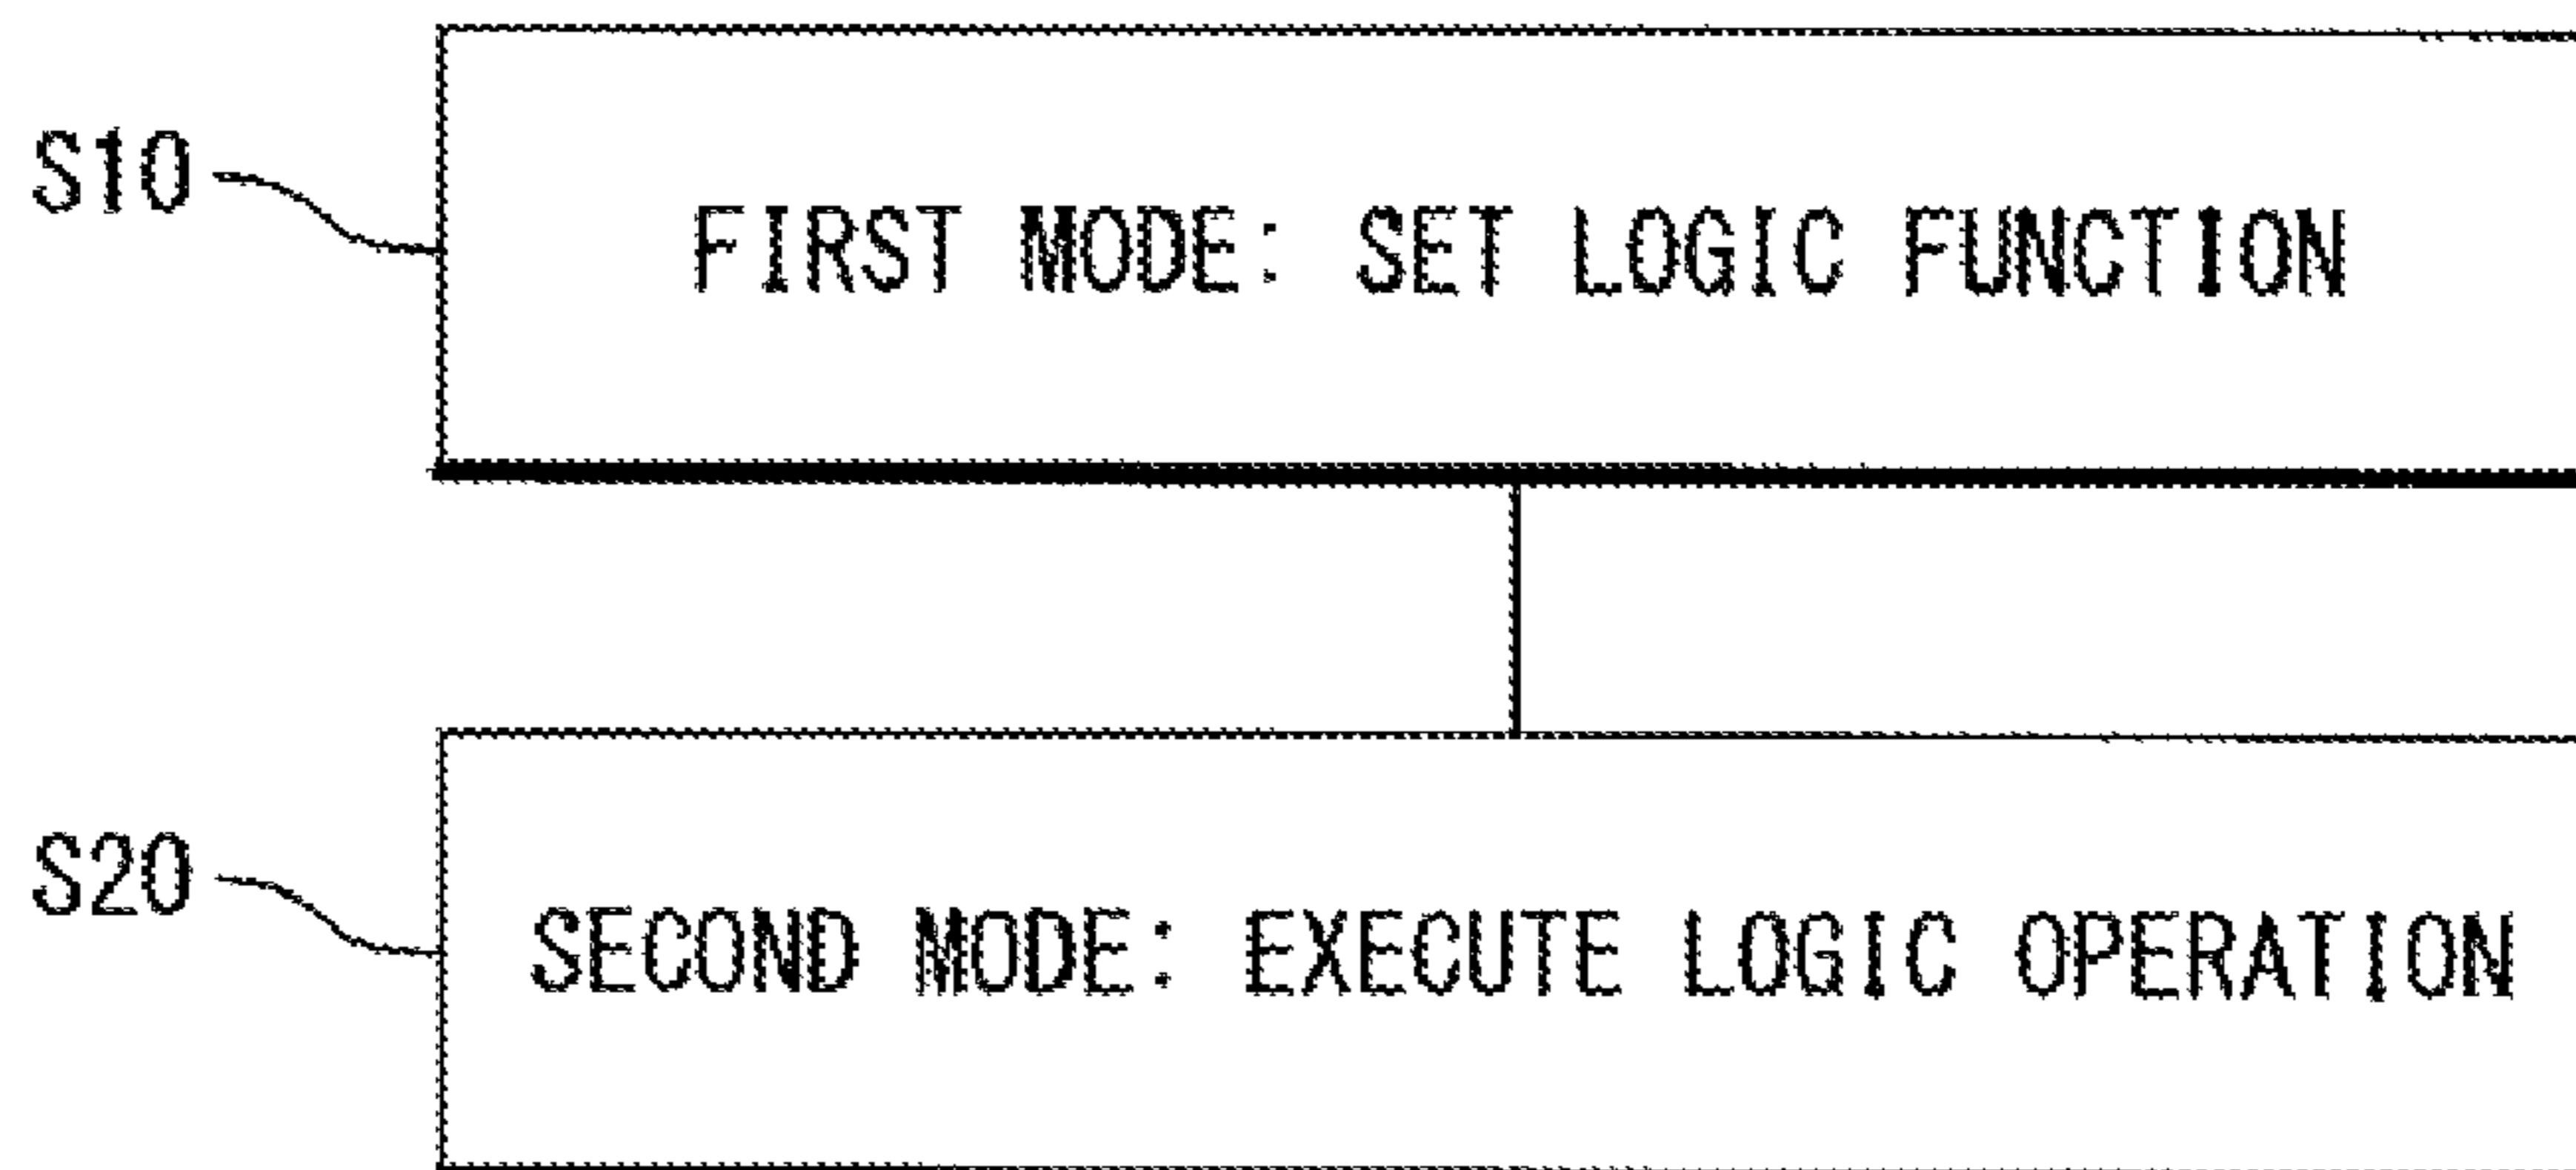 S10
FIRST MODE: SET LOGIC FUNCTION
S20
SECOND MODE: EXECUTE LOGIC OPERATION